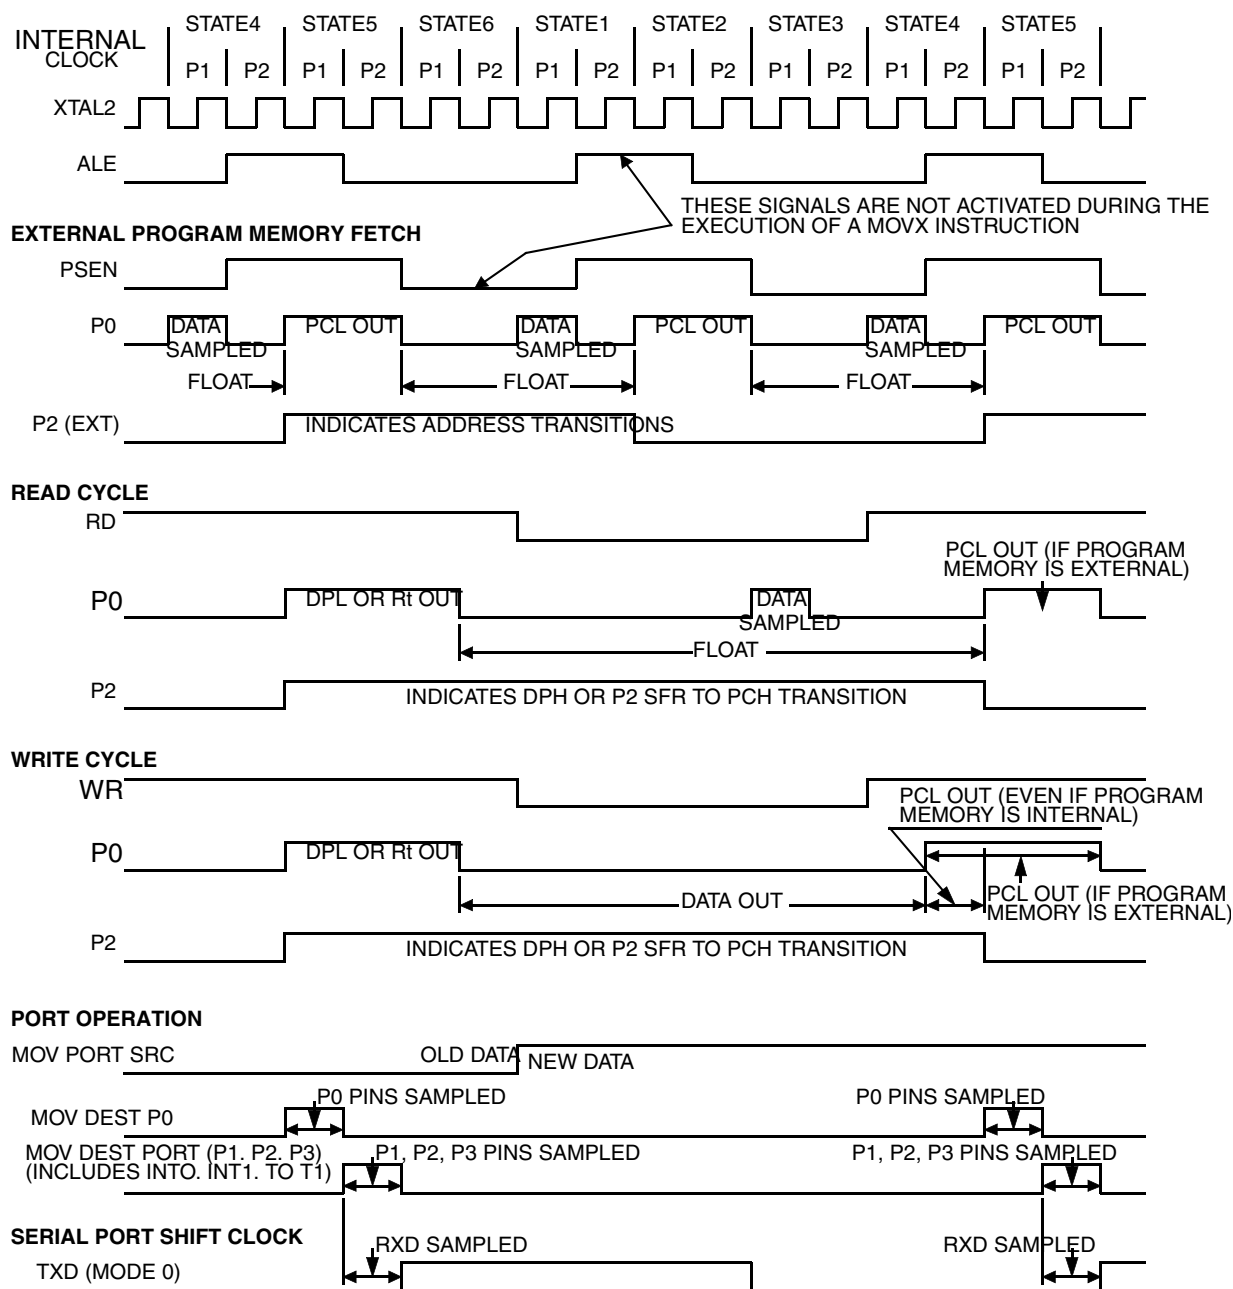 INTERNAL CLOCK
STATE4 STATE5 STATE6 STATE1 STATE2 STATE3 STATE4 STATE5
P1 P2 P1 P2 P1 P2 P1 P2 P1 P2 P1 P2 P1 P2 P1 P2
XTAL2
ALE
THESE SIGNALS ARE NOT ACTIVATED DURING THE
EXECUTION OF A MOVX INSTRUCTION
EXTERNAL PROGRAM MEMORY FETCH
PSEN
P0
DATA SAMPLED PCL OUT DATA SAMPLED PCL OUT DATA SAMPLED PCL OUT
FLOAT FLOAT FLOAT
P2 (EXT)
INDICATES ADDRESS TRANSITIONS
READ CYCLE
RD
PCL OUT (IF PROGRAM
MEMORY IS EXTERNAL)
P0
DPL OR Rt OUT
DATA
SAMPLED
FLOAT
P2
INDICATES DPH OR P2 SFR TO PCH TRANSITION
WRITE CYCLE
WR
PCL OUT (EVEN IF PROGRAM
MEMORY IS INTERNAL)
P0
DPL OR Rt OUT
DATA OUT
PCL OUT (IF PROGRAM
MEMORY IS EXTERNAL)
P2
INDICATES DPH OR P2 SFR TO PCH TRANSITION
PORT OPERATION
MOV PORT SRC
OLD DATA NEW DATA
P0 PINS SAMPLED P0 PINS SAMPLED
MOV DEST P0
MOV DEST PORT (P1. P2. P3)
(INCLUDES INTO. INT1. TO T1)
P1, P2, P3 PINS SAMPLED P1, P2, P3 PINS SAMPLED
SERIAL PORT SHIFT CLOCK
RXD SAMPLED RXD SAMPLED
TXD (MODE 0)